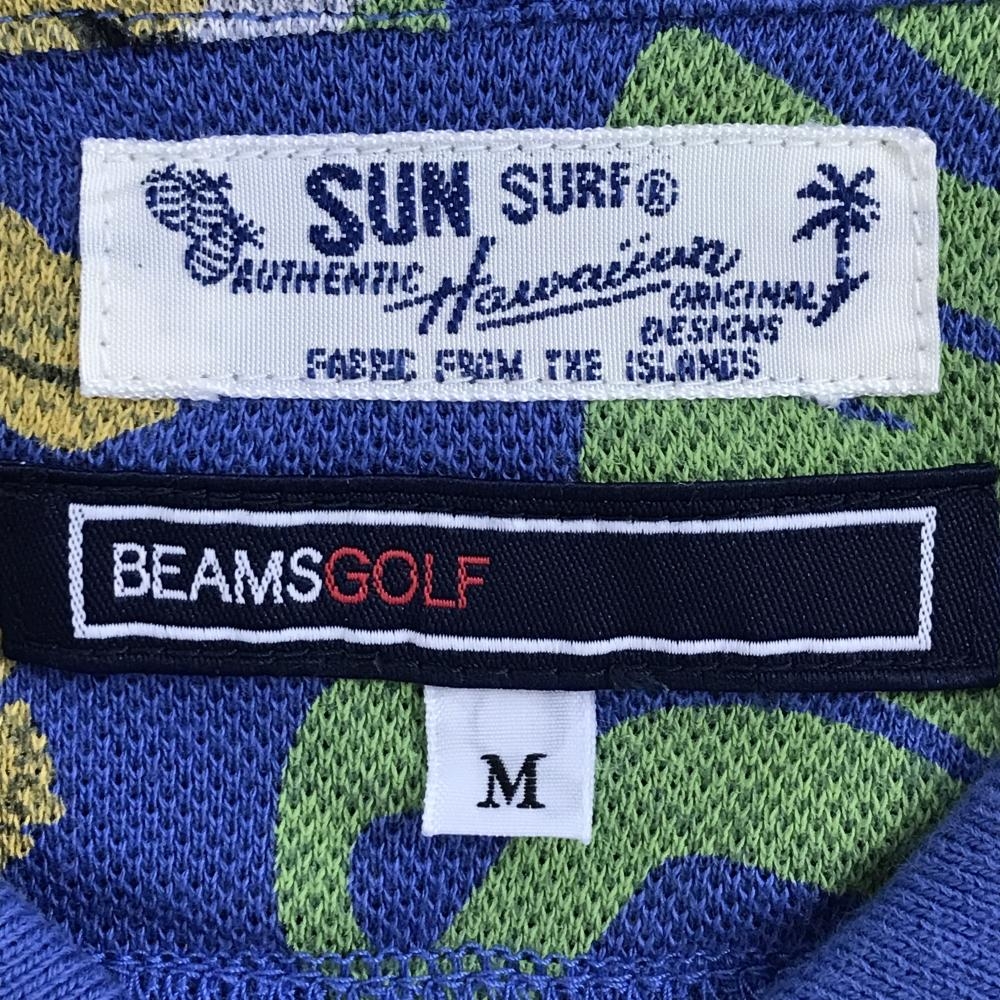 SUN SURF®
AUTHENTIC Hawaiian ORIGINAL
DESIGNS
FABRIC FROM THE ISLANDS
BEAMSGOLF
M